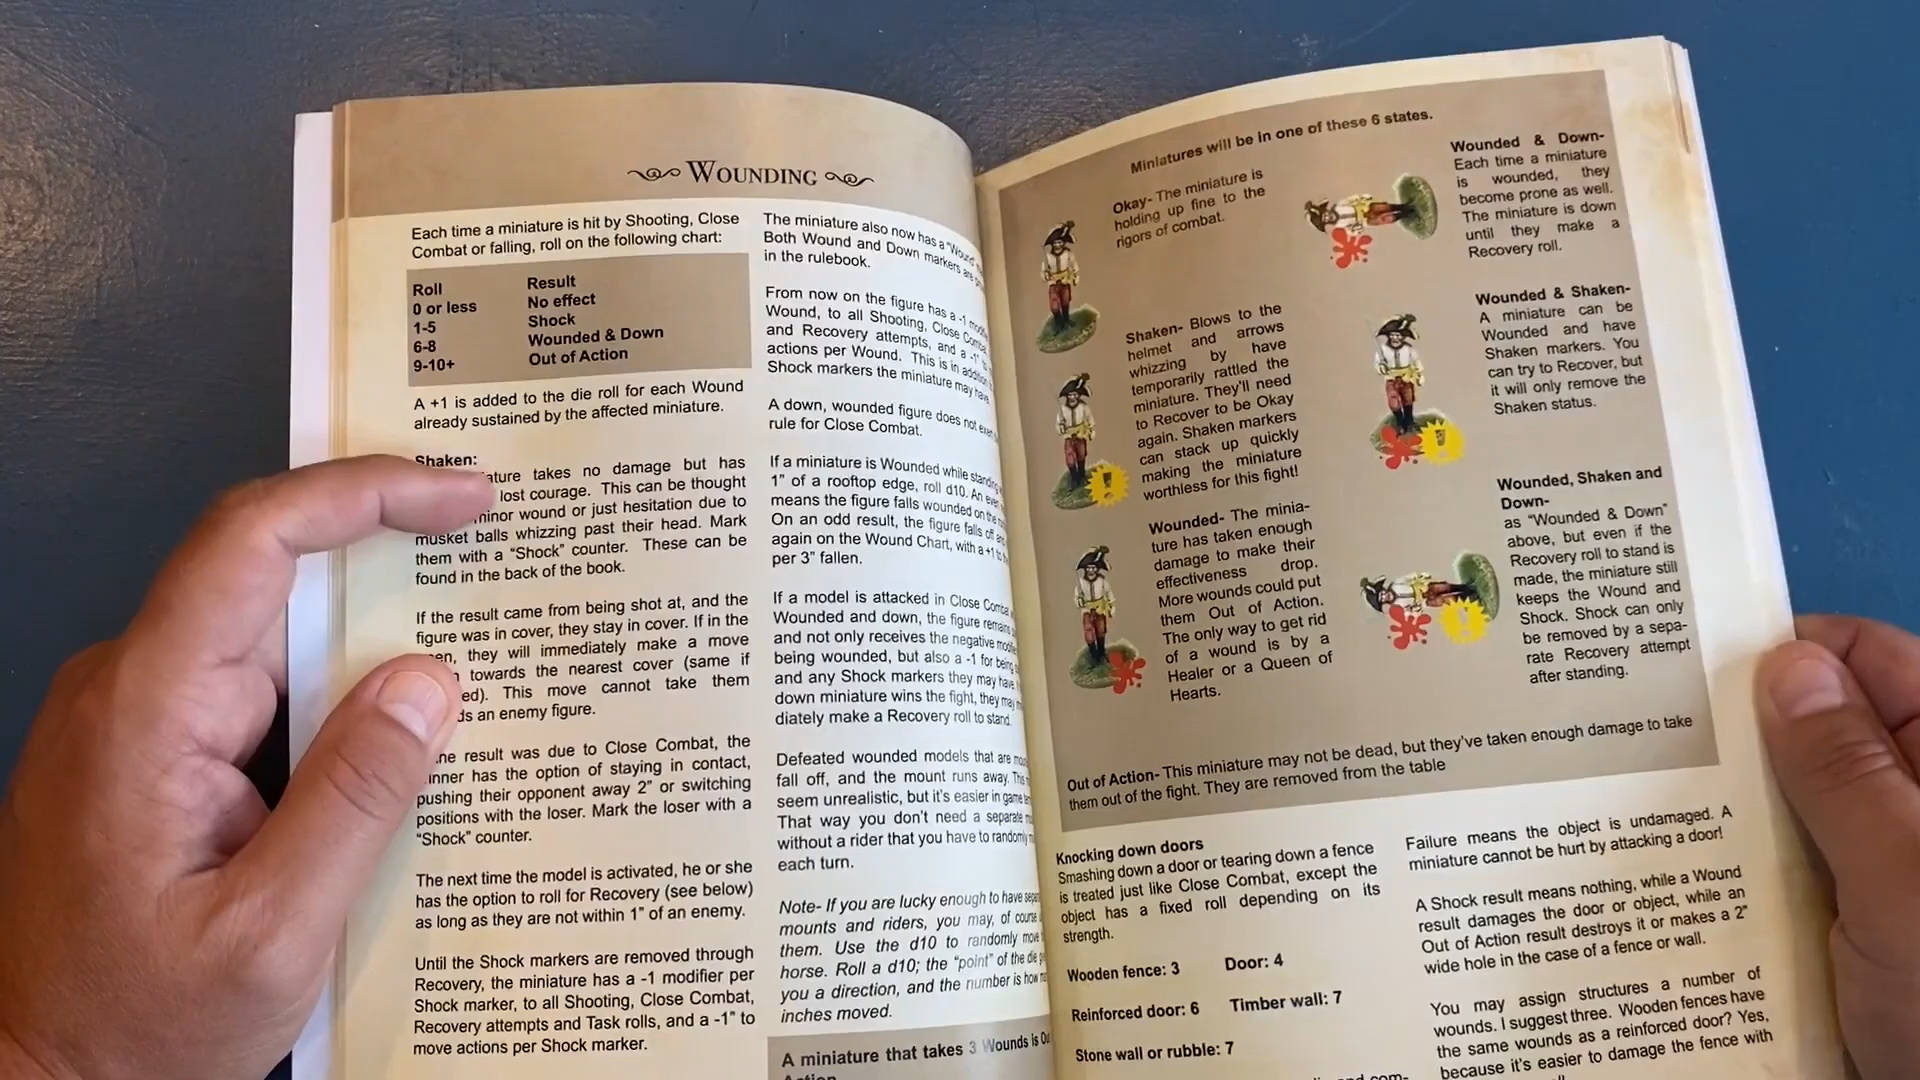 WOUNDING
Each time a miniature is hit by Shooting, Close
Combat or falling, roll on the following chart:
Roll Result
0 or less No effect
1-5 Shock
6-8 Wounded & Down
9-10+ Out of Action
A +1 is added to the die roll for each Wound
already sustained by the affected miniature.
Shaken:
takes no damage but has
lost courage. This can be thought
minor wound or just hesitation due to
musket balls whizzing past their head. Mark
them with a “Shock” counter. These can be
found in the back of the book.
If the result came from being shot at, and the
figure was in cover, they stay in cover. If in the
they will immediately make a move
towards the nearest cover (same if
This move cannot take them
an enemy figure.
result was due to Close Combat, the
has the option of staying in contact,
pushing their opponent away 2” or switching
positions with the loser. Mark the loser with a
“Shock” counter.
The next time the model is activated, he or she
has the option to roll for Recovery (see below)
as long as they are not within 1” of an enemy.
Until the Shock markers are removed through
Recovery, the miniature has a -1 modifier per
Shock marker, to all Shooting, Close Combat,
Recovery attempts and Task rolls, and a -1” to
move actions per Shock marker.
The miniature also now has a “Wound”
Both Wound and Down markers are
in the rulebook.
From now on the figure has a -1
Wound, to all Shooting, Close
and Recovery attempts, and a -1”
actions per Wound. This is in
Shock markers the miniature may have.
A down, wounded figure does not
rule for Close Combat.
If a miniature is Wounded while
1” of a rooftop edge, roll d10. An
means the figure falls wounded on the
On an odd result, the figure falls off
again on the Wound Chart, with a +1
per 3” fallen.
If a model is attacked in Close
Wounded and down, the figure
and not only receives the negative
being wounded, but also a -1 for being
and any Shock markers they may have.
down miniature wins the fight, they
diately make a Recovery roll to stand.
Defeated wounded models that are
fall off, and the mount runs away. This
seem unrealistic, but it's easier in game
That way you don't need a separate
without a rider that you have to randomly
each turn.
Note- If you are lucky enough to have
mounts and riders, you may, of course
them. Use the d10 to randomly move
horse. Roll a d10; the “point” of the die
you a direction, and the number is how
inches moved.
A miniature that takes 3 Wounds is
Action
Miniatures will be in one of these 6 states.
Okay- The miniature is
holding up fine to the
rigors of combat.
Shaken- Blows to the
helmet and arrows
whizzing by have
temporarily rattled the
miniature. They'll need
to Recover to be Okay
again. Shaken markers
can stack up quickly
making the miniature
worthless for this fight!
Wounded- The minia-
ture has taken enough
damage to make their
effectiveness drop.
More wounds could put
them Out of Action.
The only way to get rid
of a wound is by a
Healer or a Queen of
Hearts.
Wounded & Down-
Each time a miniature
is wounded, they
become prone as well.
The miniature is down
until they make a
Recovery roll.
Wounded & Shaken-
A miniature can be
Wounded and have
Shaken markers. You
can try to Recover, but
it will only remove the
Shaken status.
Wounded, Shaken and
Down-
as “Wounded & Down”
above, but even if the
Recovery roll to stand is
made, the miniature still
keeps the Wound and
Shock. Shock can only
be removed by a sepa-
rate Recovery attempt
after standing.
Out of Action- This miniature may not be dead, but they've taken enough damage to take
them out of the fight. They are removed from the table
Knocking down doors
Smashing down a door or tearing down a fence
is treated just like Close Combat, except the
object has a fixed roll depending on its
strength.
Wooden fence: 3 Door: 4
Reinforced door: 6 Timber wall: 7
Stone wall or rubble: 7
Failure means the object is undamaged. A
miniature cannot be hurt by attacking a door!
A Shock result means nothing, while a Wound
result damages the door or object, while an
Out of Action result destroys it or makes a 2”
wide hole in the case of a fence or wall.
You may assign structures a number of
wounds. I suggest three. Wooden fences have
the same wounds as a reinforced door? Yes,
because it's easier to damage the fence with